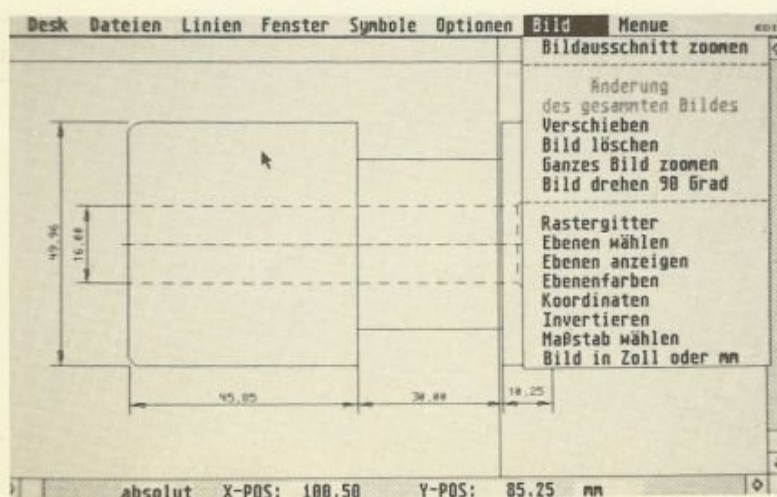 Desk Dateien Linien Fenster Symbole Optionen Bild Menue
Bildausschnitt zoomen
Änderung
des gesammten Bildes
Verschieben
Bild löschen
Ganzes Bild zoomen
Bild drehen 90 Grad
Rastergitter
Ebenen wählen
Ebenen anzeigen
Ebenenfarben
Koordinaten
Invertieren
Maßstab wählen
Bild in Zoll oder mm
49,96
16,00
45,05
30,00
10,25
absolut X-POS: 100,50 Y-POS: 85,25 mm